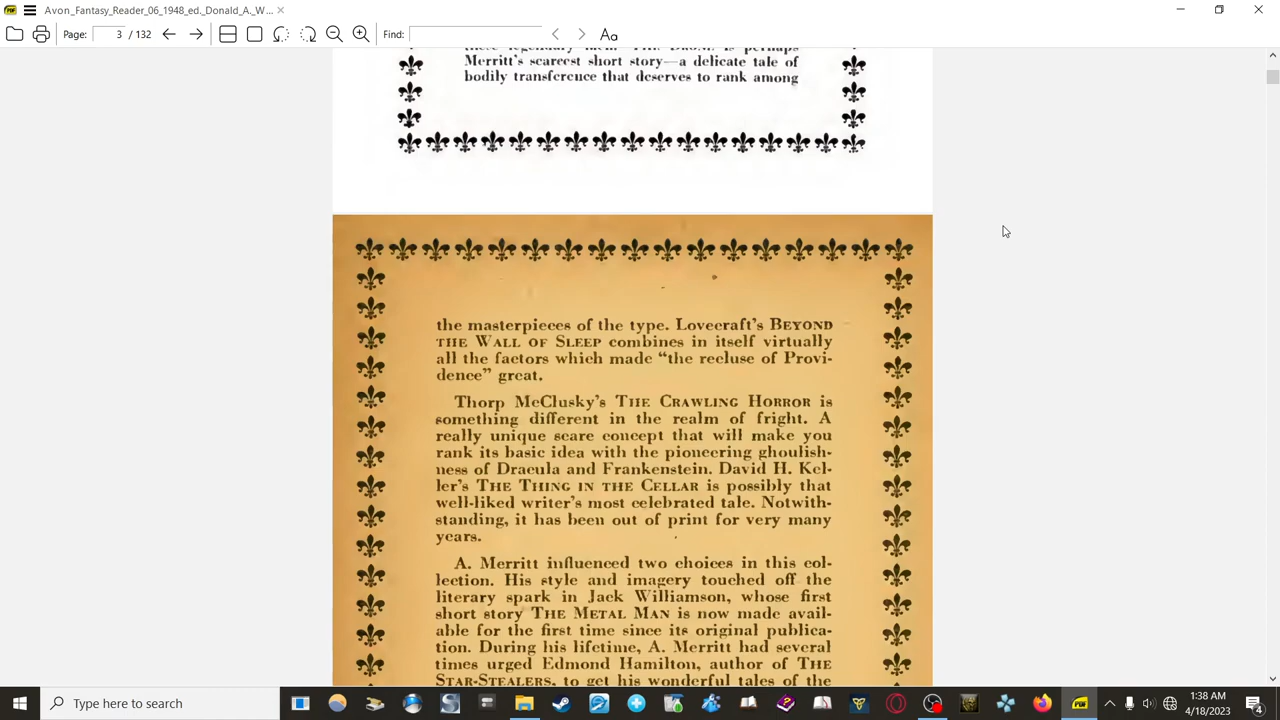 Avon_Fantasy_Reader_06_1948_ed._Donald_A._W...
Page: 3 / 132
Find:
Aa
Merritt's scarcest short story—a delicate tale of
bodily transference that deserves to rank among
the masterpieces of the type. Lovecraft's BEYOND
THE WALL OF SLEEP combines in itself virtually
all the factors which made "the recluse of Provi-
dence" great.
Thorp McClusky's THE CRAWLING HORROR is
something different in the realm of fright. A
really unique scare concept that will make you
rank its basic idea with the pioneering ghoulish-
ness of Dracula and Frankenstein. David H. Kel-
ler's THE THING IN THE CELLAR is possibly that
well-liked writer's most celebrated tale. Notwith-
standing, it has been out of print for very many
years.
A. Merritt influenced two choices in this col-
lection. His style and imagery touched off the
literary spark in Jack Williamson, whose first
short story THE METAL MAN is now made avail-
able for the first time since its original publica-
tion. During his lifetime, A. Merritt had several
times urged Edmond Hamilton, author of THE
STAR-STEALERS, to get his wonderful tales of the
Type here to search
1:38 AM
4/18/2023